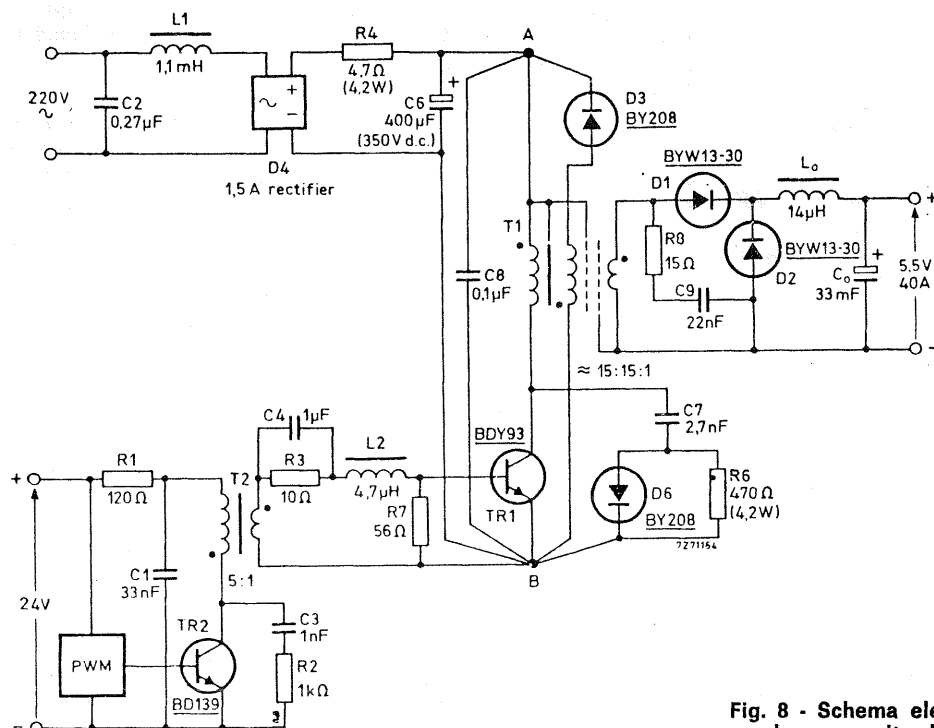 L1
1,1mH
220V
~
C2
0,27µF
~
+
−
D4
1,5 A rectifier
R4
4,7Ω
(4,2W)
+
C6
400µF
(350V d.c.)
A
D3
BY208
C8
0,1µF
T1
≈ 15:15:1
BYW13-30
D1
R8
15Ω
C9
22nF
BYW13-30
D2
Lo
14µH
+
Co
33mF
+
5,5V
40A
−
C7
2,7nF
D6
BY208
R6
470Ω
(4,2W)
7Z71154
BDY93
TR1
B
C4
1µF
R3
10Ω
L2
4,7µH
R7
56Ω
T2
5:1
+
R1
120Ω
C1
33nF
24V
PWM
TR2
BD139
C3
1nF
R2
1kΩ
−
Fig. 8 - Schema ele